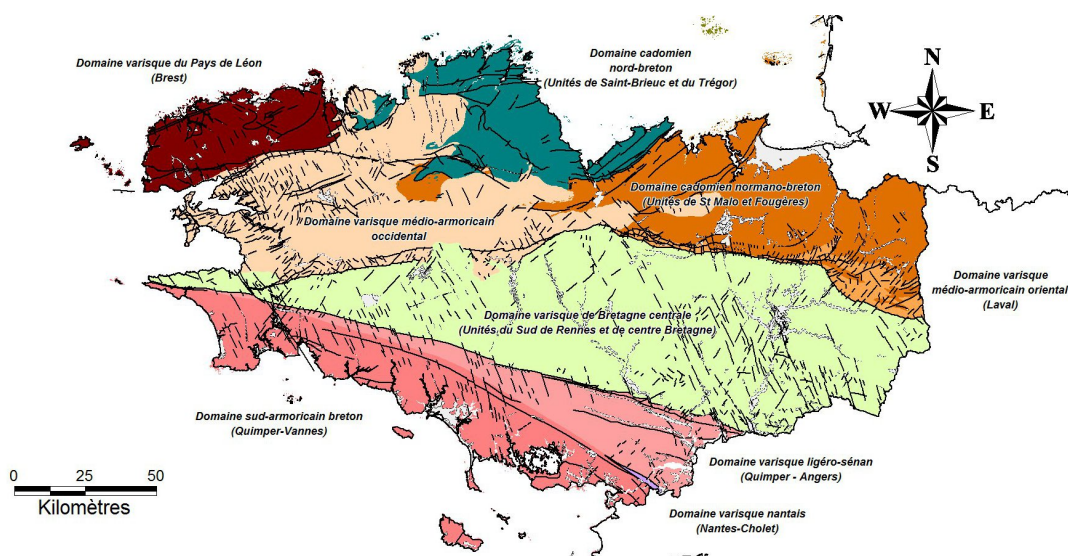 Domaine varisque du Pays de Léon
(Brest)
Domaine cadomien
nord-breton
(Unités de Saint-Brieuc et du Trégor)
N
W
E
S
Domaine cadomien normano-breton
(Unités de St Malo et Fougères)
Domaine varisque médio-armoricain
occidental
Domaine varisque
médio-armoricain oriental
(Laval)
Domaine varisque de Bretagne centrale
(Unités du Sud de Rennes et de centre Bretagne)
Domaine sud-armoricain breton
(Quimper-Vannes)
Domaine varisque ligéro-sénan
(Quimper - Angers)
Domaine varisque nantais
(Nantes-Cholet)
0 25 50
Kilomètres